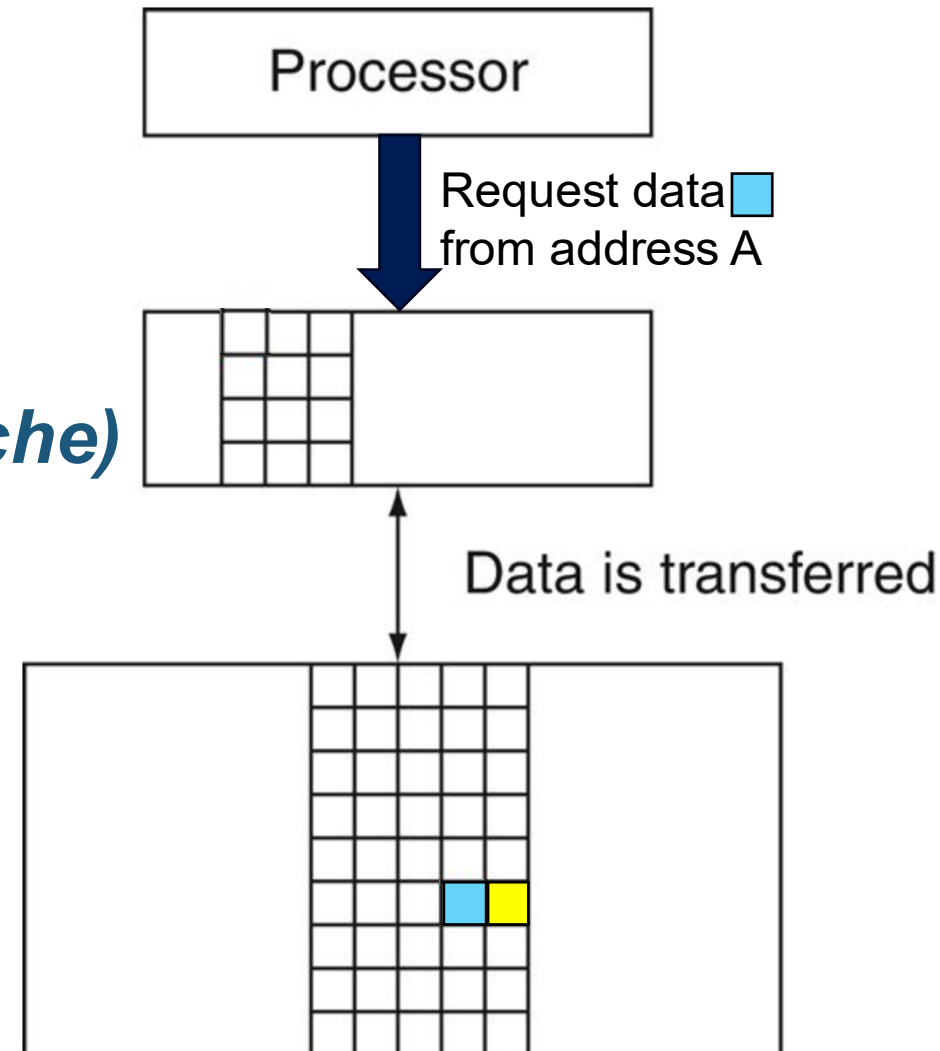 Processor
Request data
from address A
che)
Data is transferred